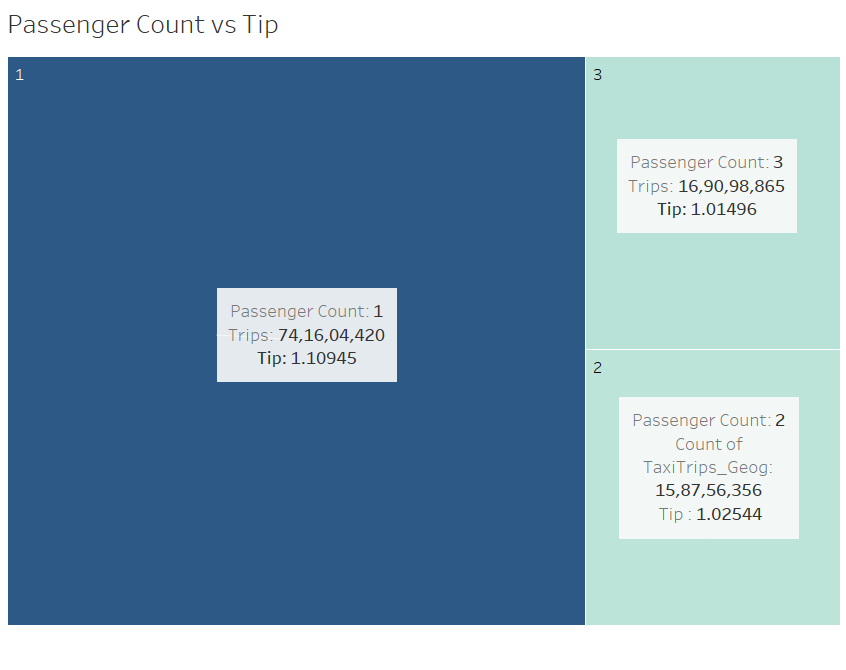 Passenger Count vs Tip
1
Passenger Count: 1
Trips: 74,16,04,420
Tip: 1.10945
3
Passenger Count: 3
Trips: 16,90,98,865
Tip: 1.01496
2
Passenger Count: 2
Count of
TaxiTrips_Geog:
15,87,56,356
Tip : 1.02544